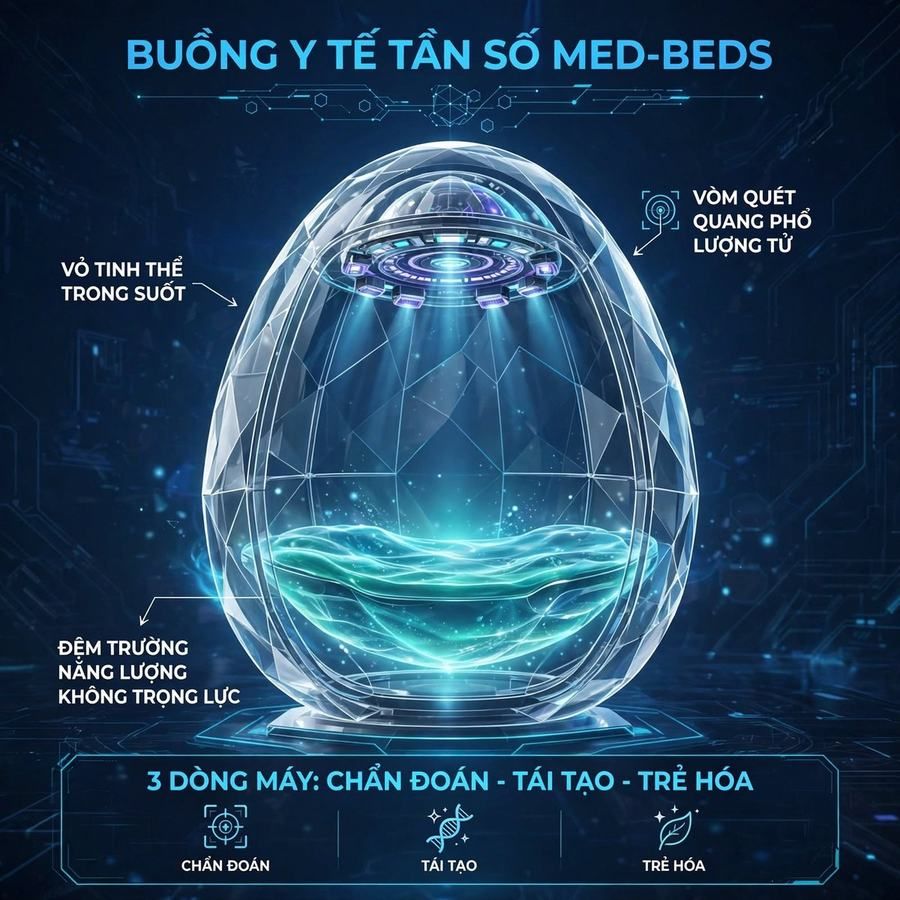 BUỒNG Y TẾ TẦN SỐ MED-BEDS
VÒM QUÉT
QUANG PHỔ
LƯỢNG TỬ
VỎ TINH THỂ
TRONG SUỐT
ĐỆM TRƯỜNG
NĂNG LƯỢNG
KHÔNG TRỌNG LỰC
3 DÒNG MÁY: CHẨN ĐOÁN - TÁI TẠO - TRẺ HÓA
CHẨN ĐOÁN
TÁI TẠO
TRẺ HÓA